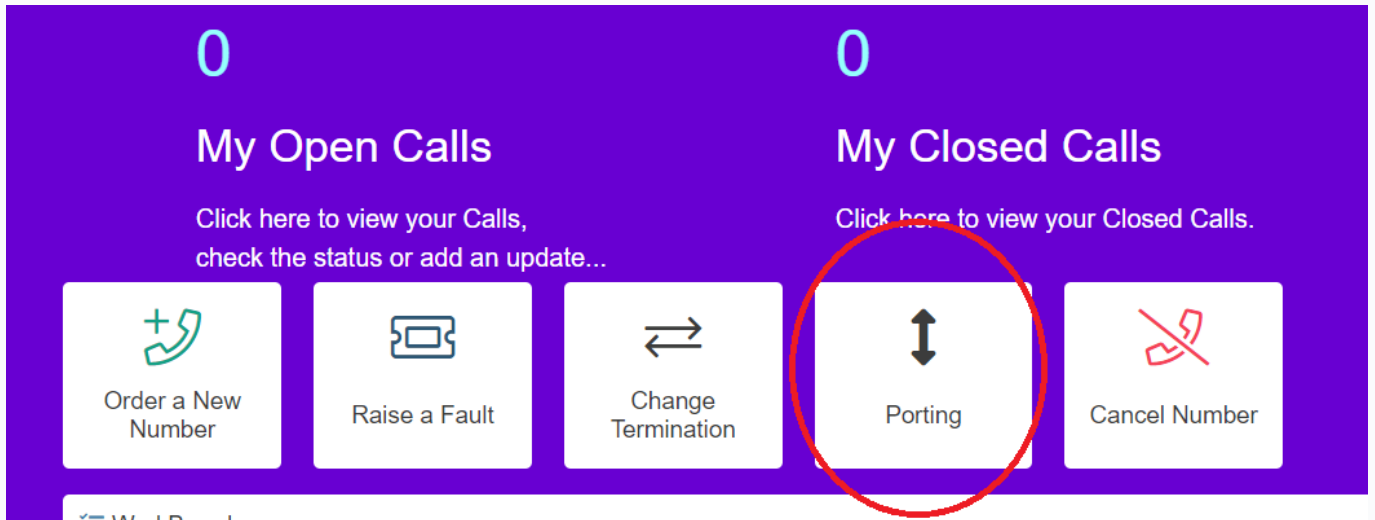 0
0
My Open Calls
My Closed Calls
Click here to view your Calls,
check the status or add an update...
Click here to view your Closed Calls.
Order a New
Number
Raise a Fault
Change
Termination
Porting
Cancel Number